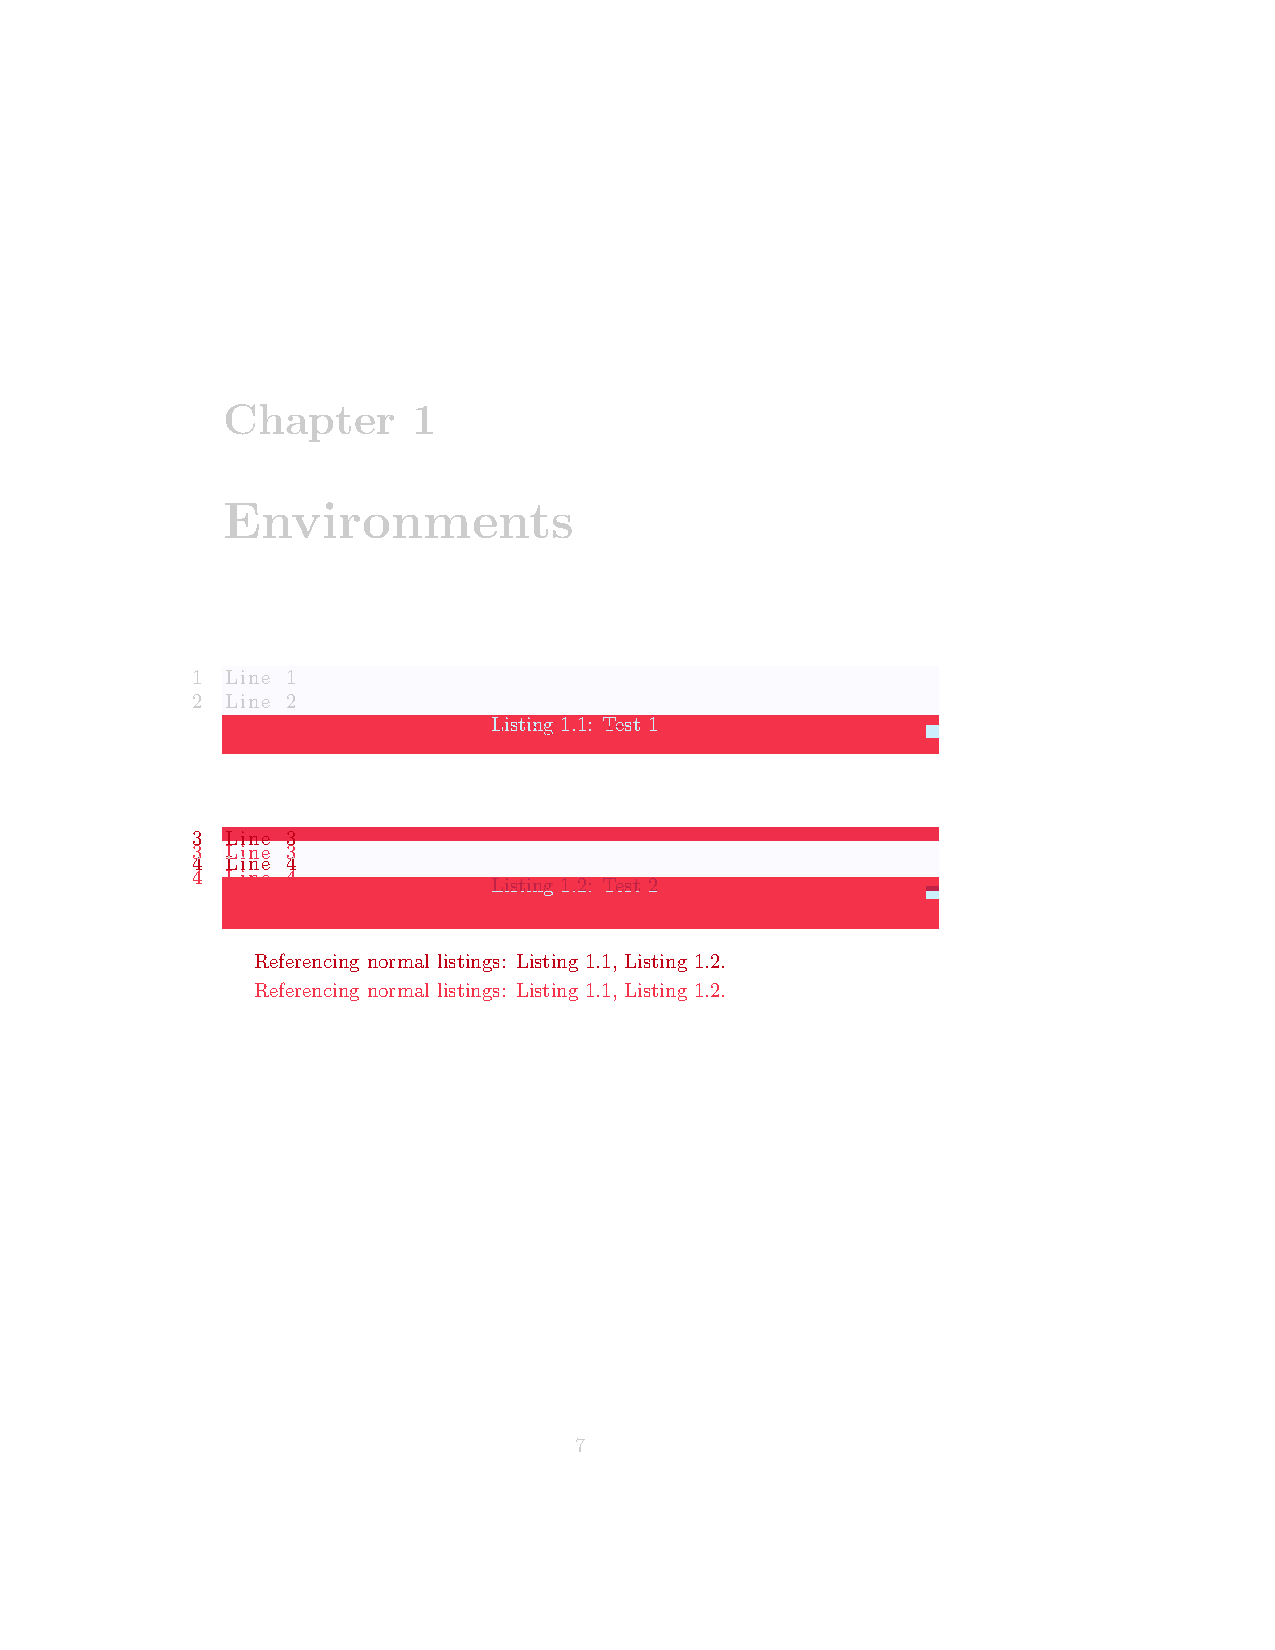 Chapter 1
Environments
1 Line 1
2 Line 2
Listing 1.1: Test 1
3 Line 3
3 Line 3
4 Line 4
4 Line 4
Listing 1.2: Test 2
Referencing normal listings: Listing 1.1, Listing 1.2.
Referencing normal listings: Listing 1.1, Listing 1.2.
7